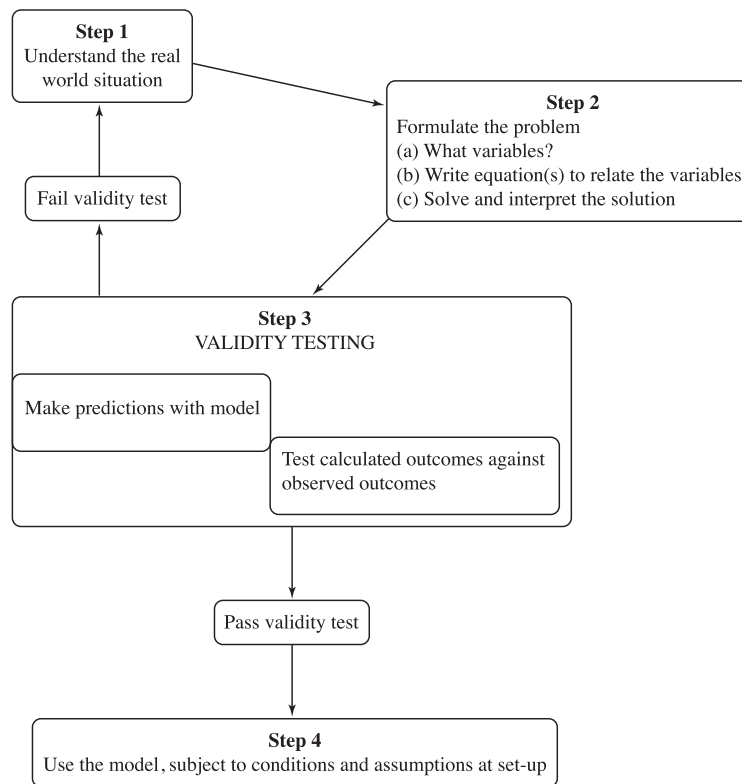 Step 1
Understand the real
world situation
Step 2
Formulate the problem
(a) What variables?
(b) Write equation(s) to relate the variables
(c) Solve and interpret the solution
Fail validity test
Step 3
VALIDITY TESTING
Make predictions with model
Test calculated outcomes against
observed outcomes
Pass validity test
Step 4
Use the model, subject to conditions and assumptions at set-up